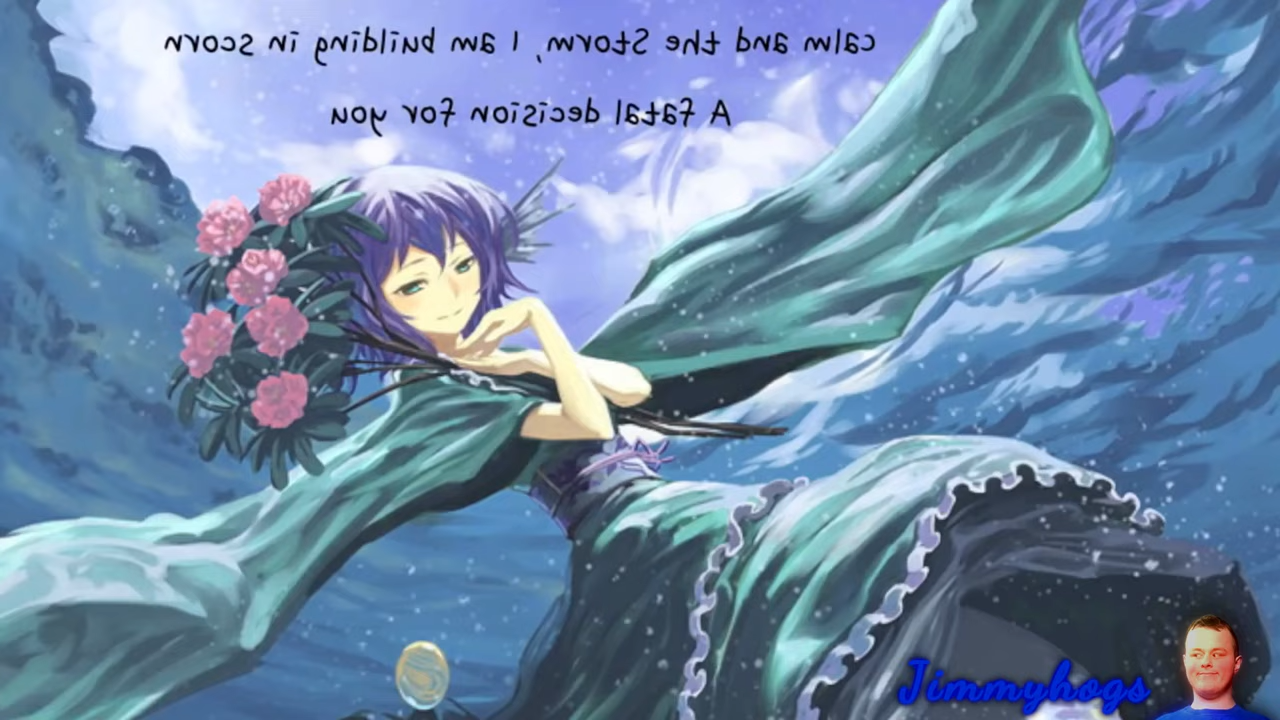 calm and the Storm, I am building in scorn
A fatal decision for you
Jimmyhogs